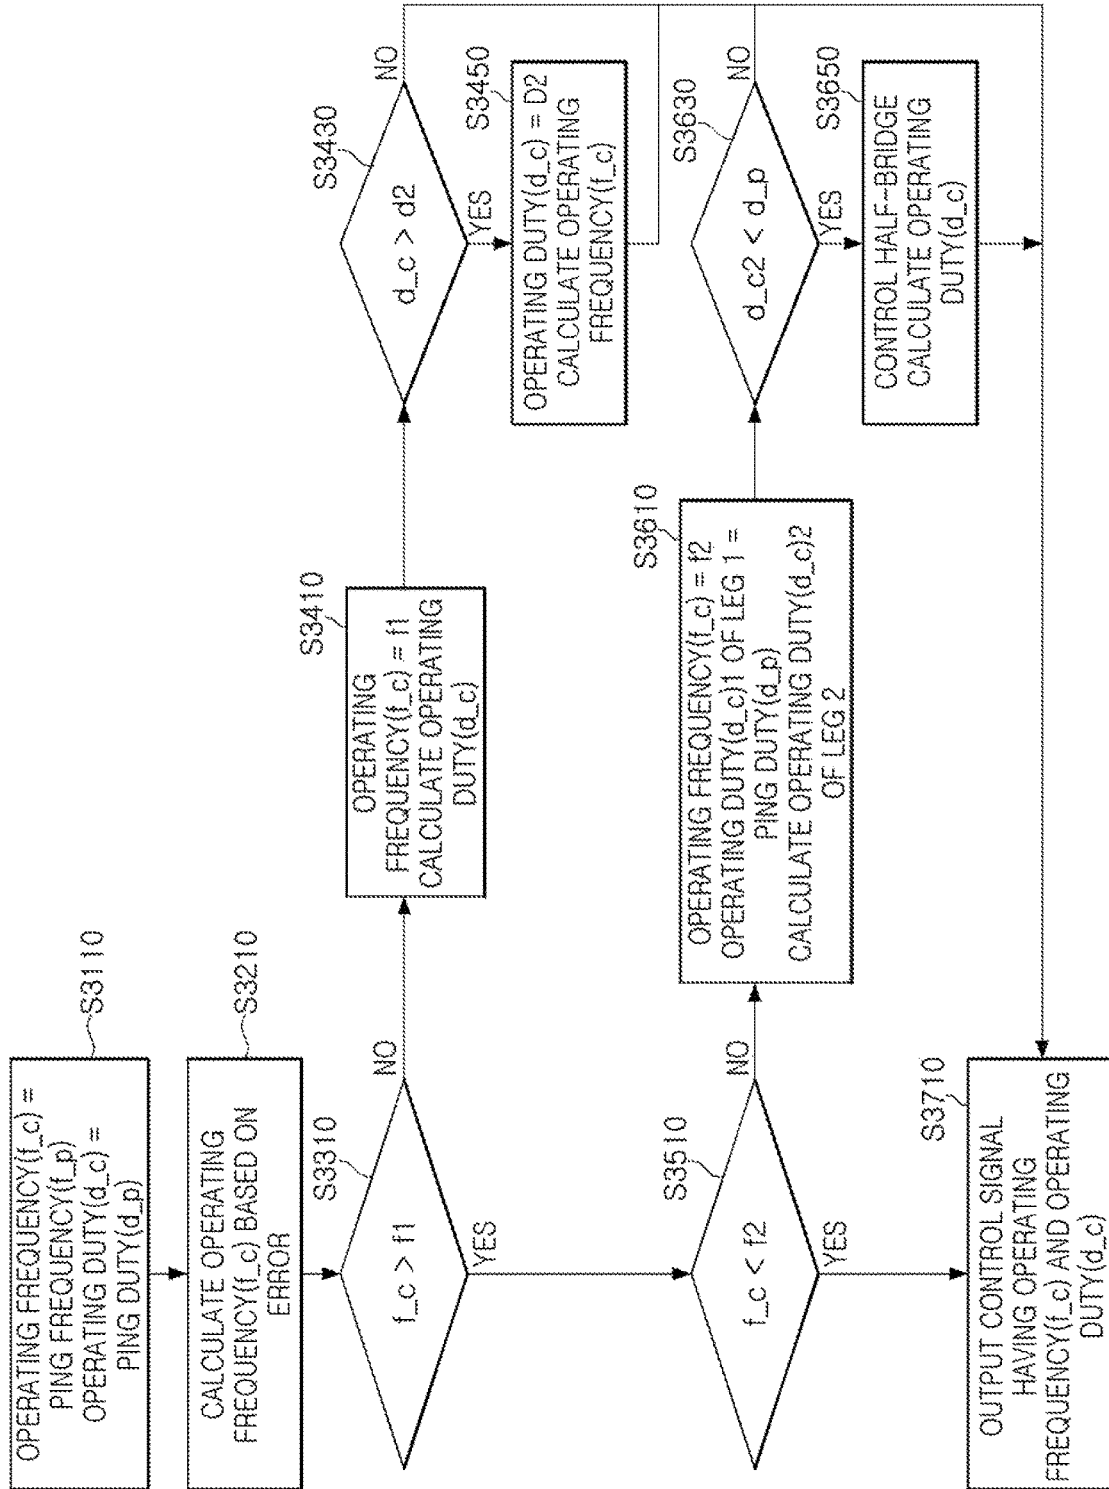 S3110
OPERATING FREQUENCY(f_c) =
PING FREQUENCY(f_p)
OPERATING DUTY(d_c) =
PING DUTY(d_p)
S3210
CALCULATE OPERATING
FREQUENCY(f_c) BASED ON
ERROR
S3310
f_c > f1
NO
YES
S3410
OPERATING
FREQUENCY(f_c) = f1
CALCULATE OPERATING
DUTY(d_c)
S3430
d_c > d2
NO
YES
S3450
OPERATING DUTY(d_c) = D2
CALCULATE OPERATING
FREQUENCY(f_c)
S3510
f_c < f2
NO
YES
S3610
OPERATING FREQUENCY(f_c) = f2
OPERATING DUTY(d_c)1 OF LEG 1 =
PING DUTY(d_p)
CALCULATE OPERATING DUTY(d_c)2
OF LEG 2
S3630
d_c2 < d_p
NO
YES
S3650
CONTROL HALF-BRIDGE
CALCULATE OPERATING
DUTY(d_c)
S3710
OUTPUT CONTROL SIGNAL
HAVING OPERATING
FREQUENCY(f_c) AND OPERATING
DUTY(d_c)